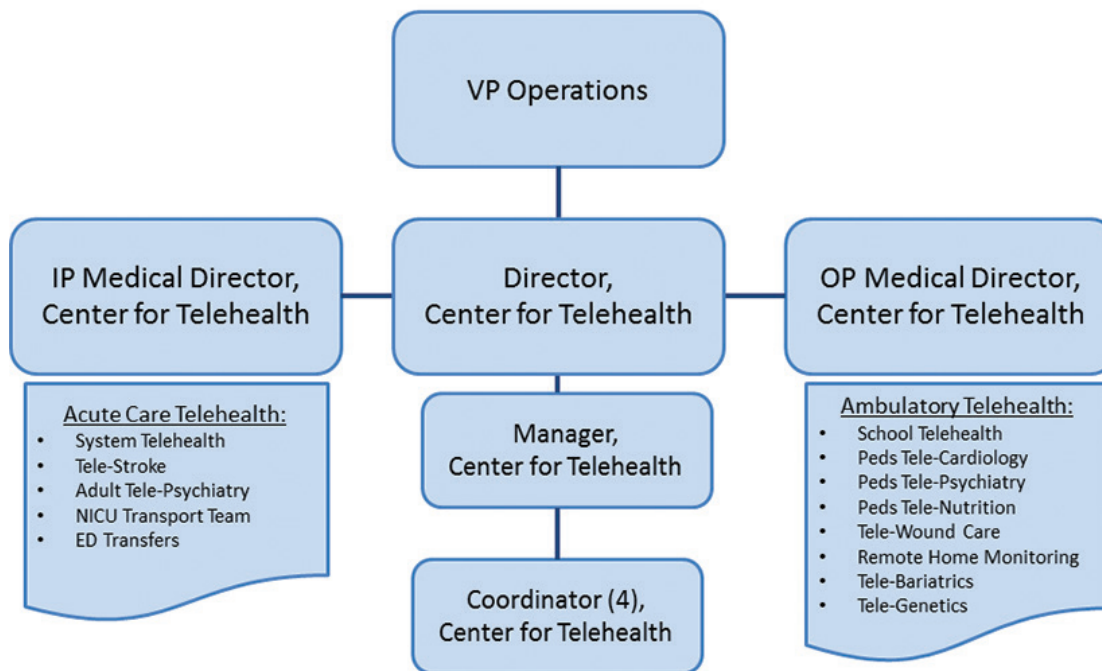 VP Operations
IP Medical Director,
Center for Telehealth
Director,
Center for Telehealth
OP Medical Director,
Center for Telehealth
Acute Care Telehealth:
• System Telehealth
• Tele-Stroke
• Adult Tele-Psychiatry
• NICU Transport Team
• ED Transfers
Manager,
Center for Telehealth
Coordinator (4),
Center for Telehealth
Ambulatory Telehealth:
• School Telehealth
• Peds Tele-Cardiology
• Peds Tele-Psychiatry
• Peds Tele-Nutrition
• Tele-Wound Care
• Remote Home Monitoring
• Tele-Bariatrics
• Tele-Genetics